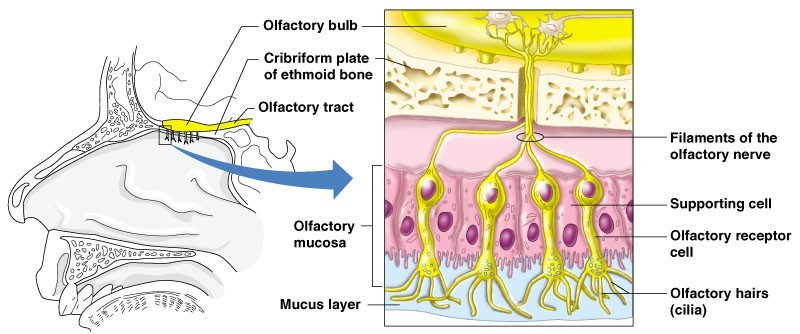 Olfactory bulb
Cribriform plate
of ethmoid bone
Olfactory tract
Olfactory
mucosa
Mucus layer
Filaments of the
olfactory nerve
Supporting cell
Olfactory receptor
cell
Olfactory hairs
(cilia)